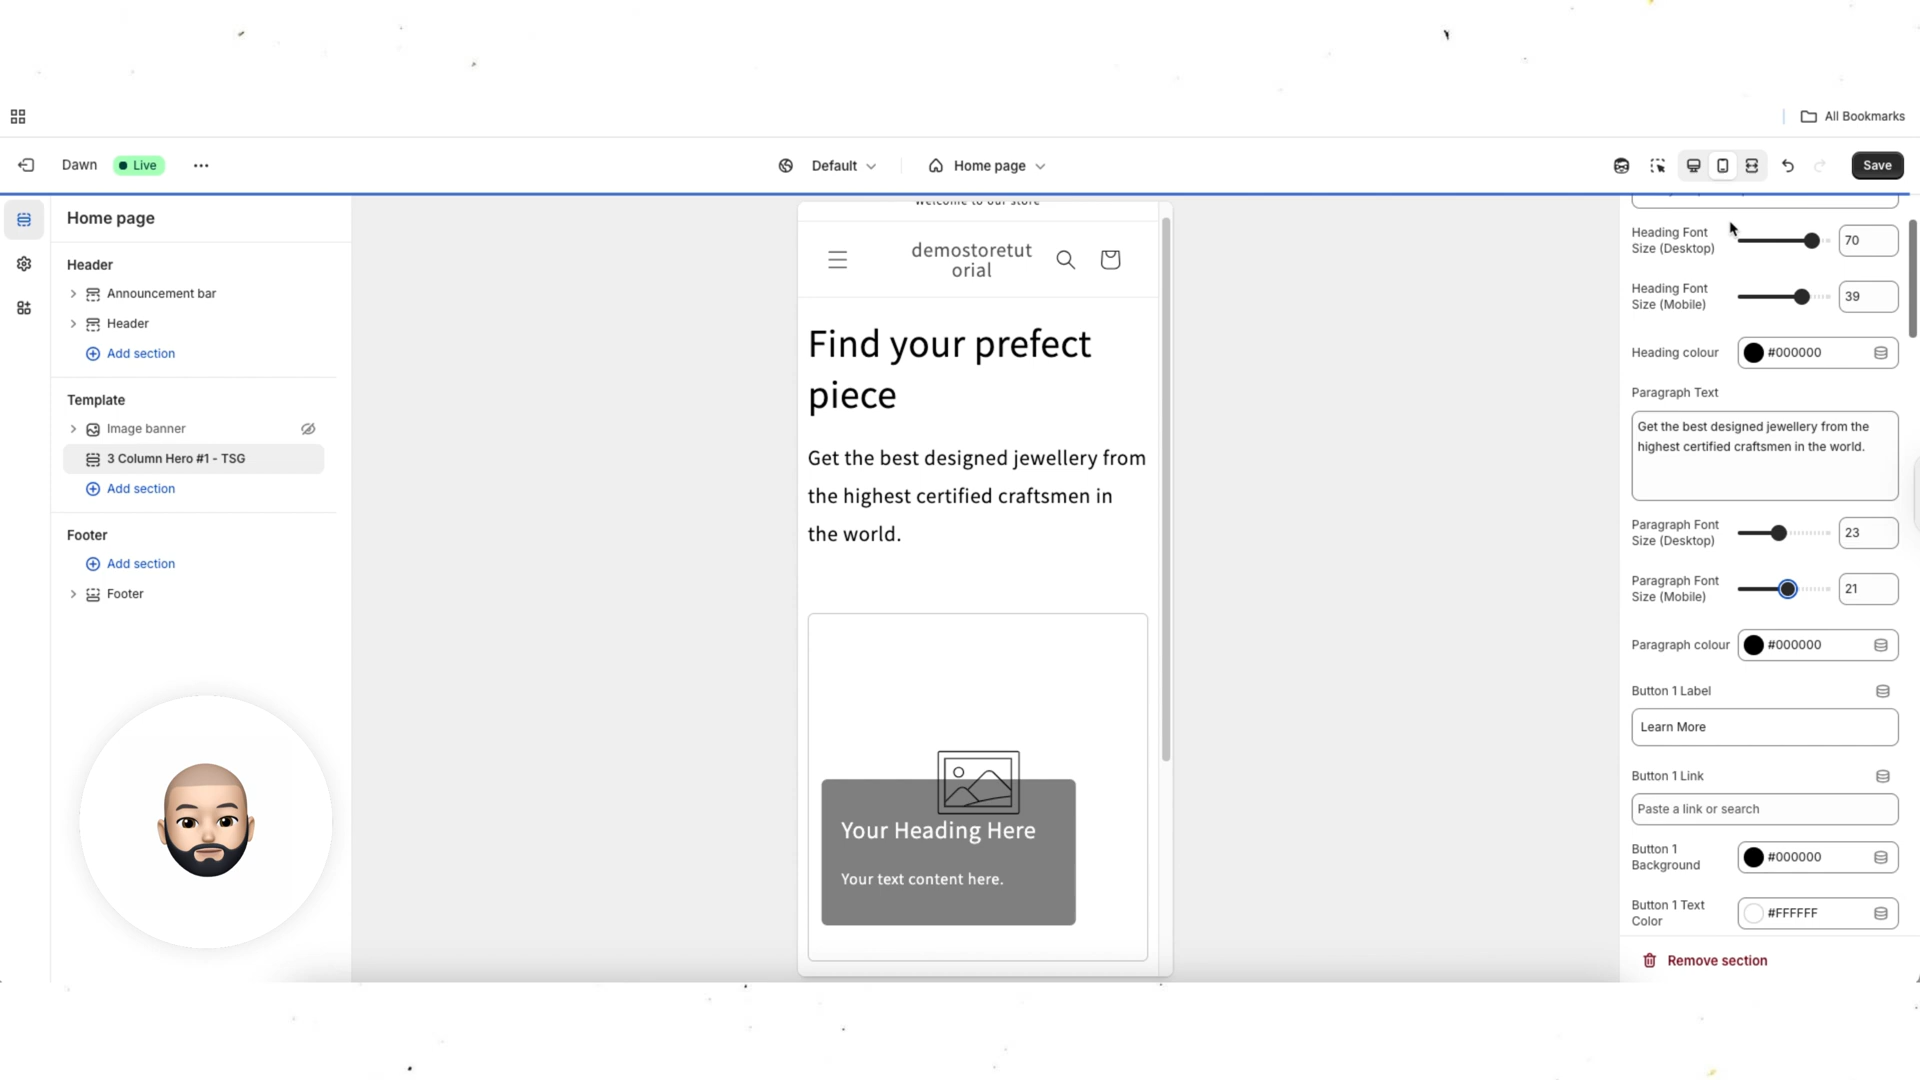 All Bookmarks
Dawn
Live
Default
Home page
Save
Home page
Header
Announcement bar
Header
Add section
Template
Image banner
3 Column Hero #1 - TSG
Add section
Footer
Add section
Footer
Welcome to our store
demostoretut
orial
Find your prefect
piece
Get the best designed jewellery from
the highest certified craftsmen in
the world.
Your Heading Here
Your text content here.
Heading Font
Size (Desktop)
70
Heading Font
Size (Mobile)
39
Heading colour
#000000
Paragraph Text
Get the best designed jewellery from the
highest certified craftsmen in the world.
Paragraph Font
Size (Desktop)
23
Paragraph Font
Size (Mobile)
21
Paragraph colour
#000000
Button 1 Label
Learn More
Button 1 Link
Paste a link or search
Button 1
Background
#000000
Button 1 Text
Color
#FFFFFF
Remove section